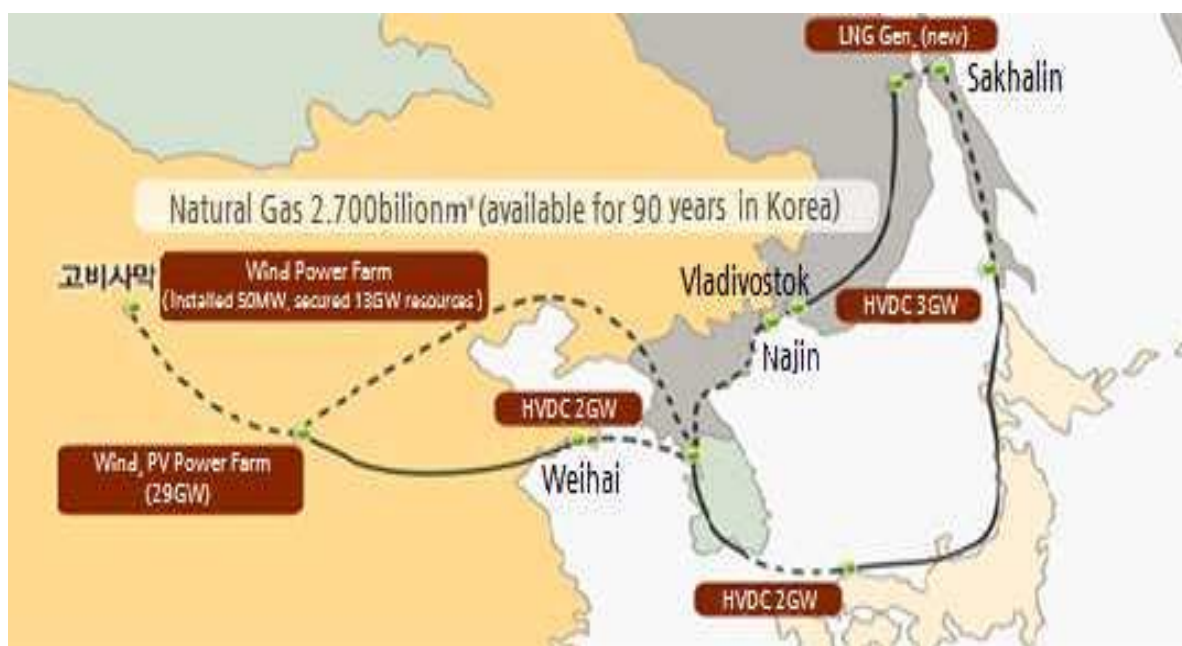 LNG Gen. (new)
Sakhalin
Natural Gas 2.700bilionm³(available for 90 years in Korea)
고비사막
Wind Power Farm
(Installed 50MW, secured 13GW resources)
Vladivostok
HVDC 3GW
Najin
HVDC 2GW
Wind, PV Power Farm
(29GW)
Weihai
HVDC 2GW